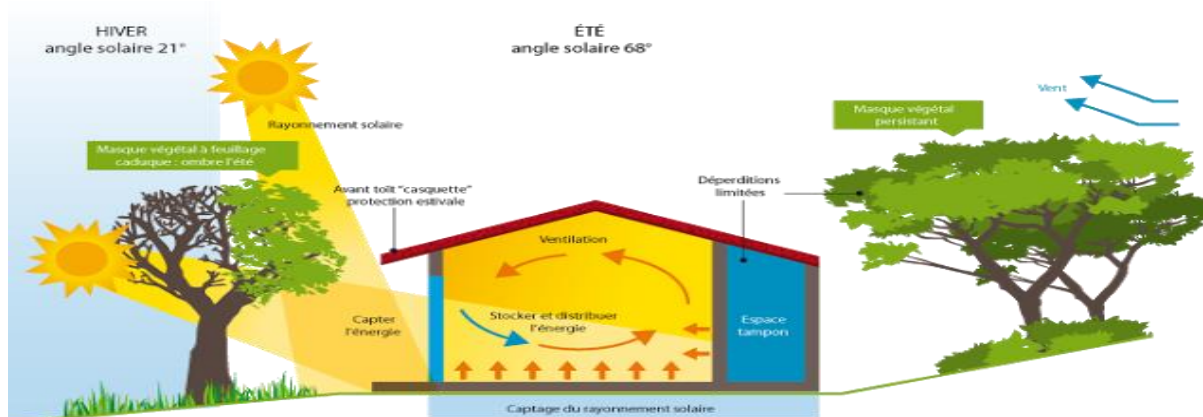 HIVER
angle solaire 21°
ÉTÉ
angle solaire 68°
Rayonnement solaire
Masque végétal à feuillage
caduque : ombre l'été
Avant toît "casquette"
protection estivale
Masque végétal
persistant
Vent
Déperditions
limitées
Ventilation
Capter
l'énergie
Stocker et distribuer
l'énergie
Espace
tampon
Captage du rayonnement solaire